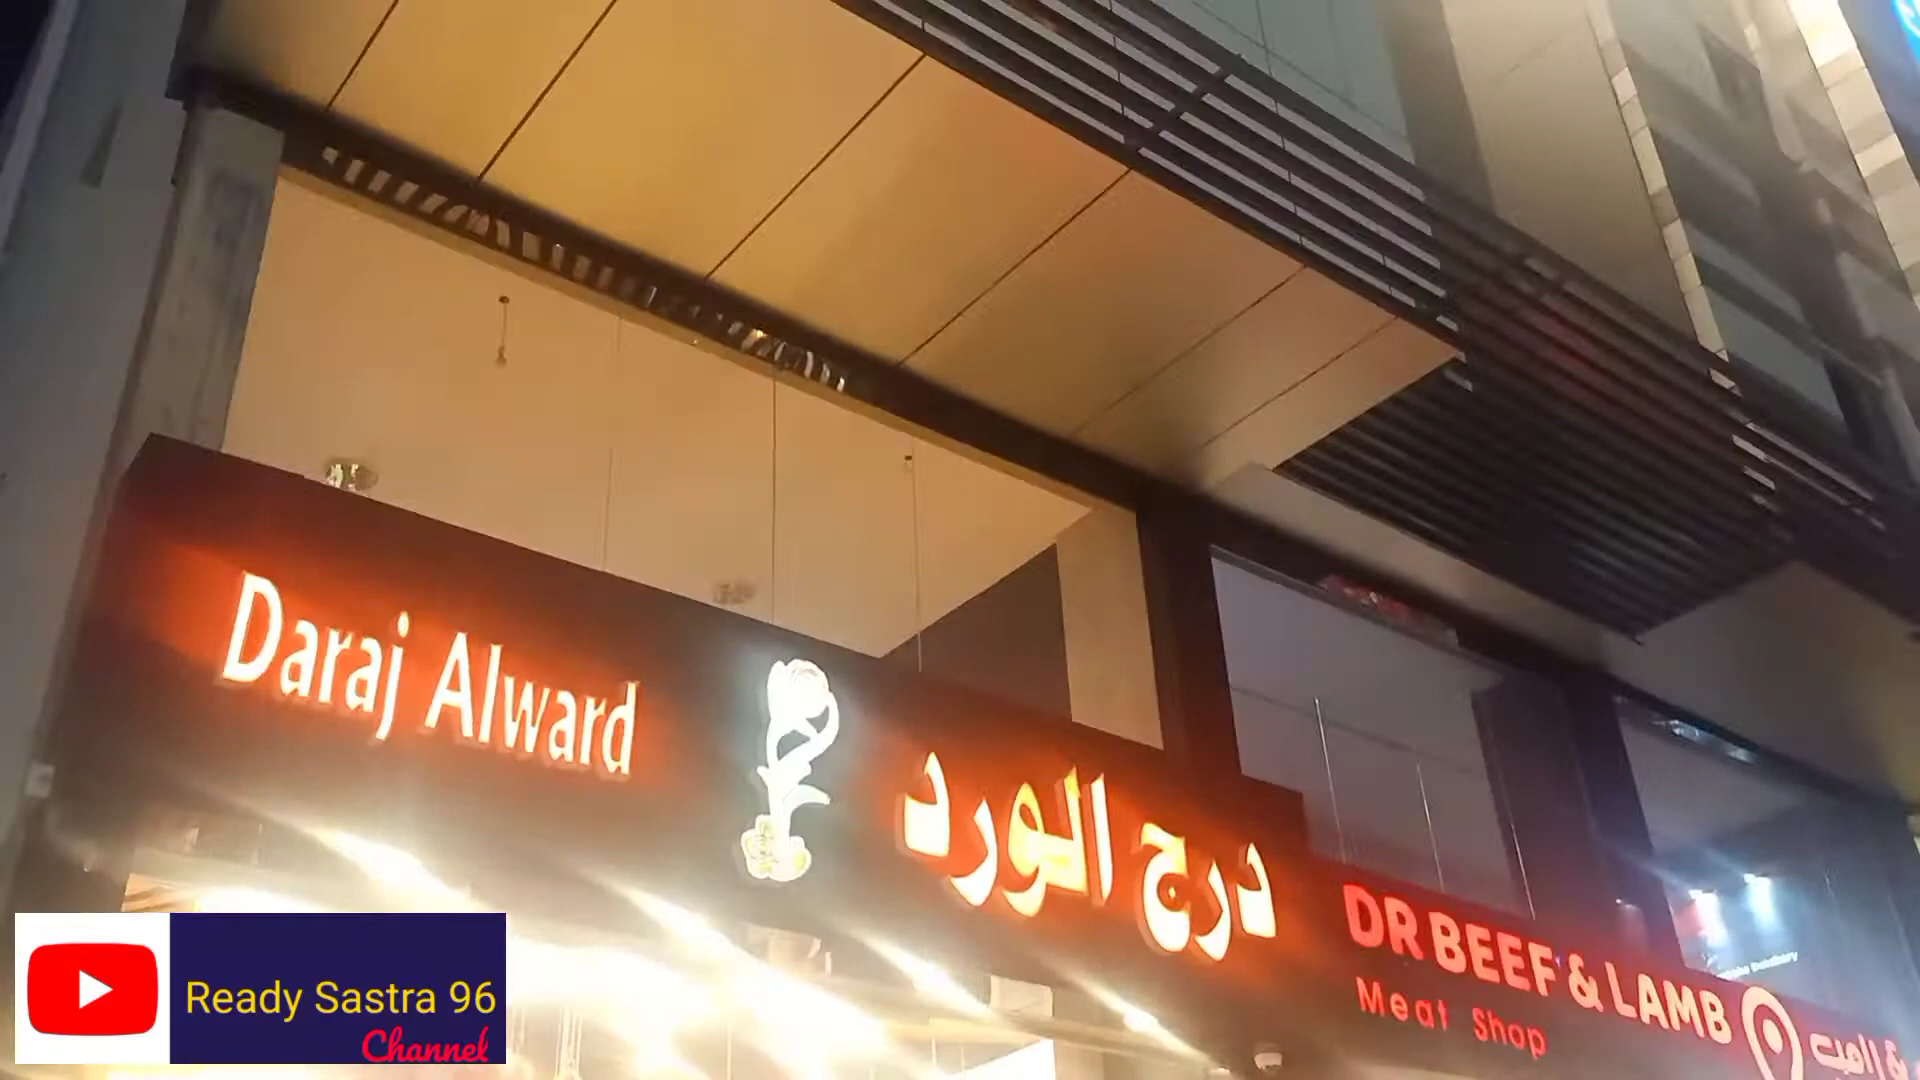 Daraj Alward
درج الورد
DR BEEF & LAMB
Meat Shop
Ready Sastra 96
Channel